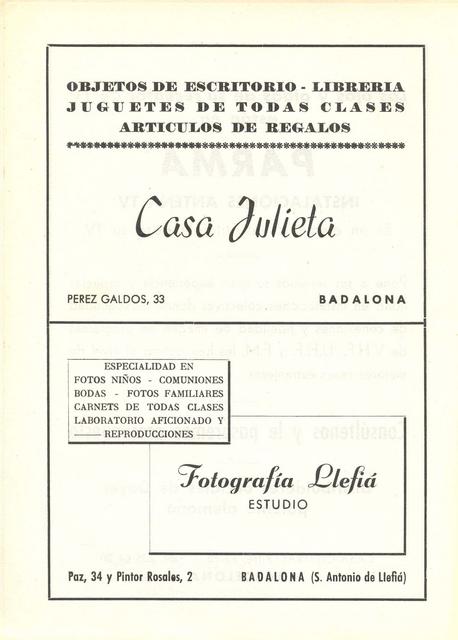 OBJETOS DE ESCRITORIO - LIBRERIA
JUGUETES DE TODAS CLASES
ARTICULOS DE REGALOS
Casa Julieta
PEREZ GALDOS, 33 BADALONA
ESPECIALIDAD EN
FOTOS NIÑOS - COMUNIONES
BODAS - FOTOS FAMILIARES
CARNETS DE TODAS CLASES
LABORATORIO AFICIONADO Y
REPRODUCCIONES
Fotografía Llefiá
ESTUDIO
Paz, 34 y Pintor Rosales, 2 BADALONA (S. Antonio de Llefiá)